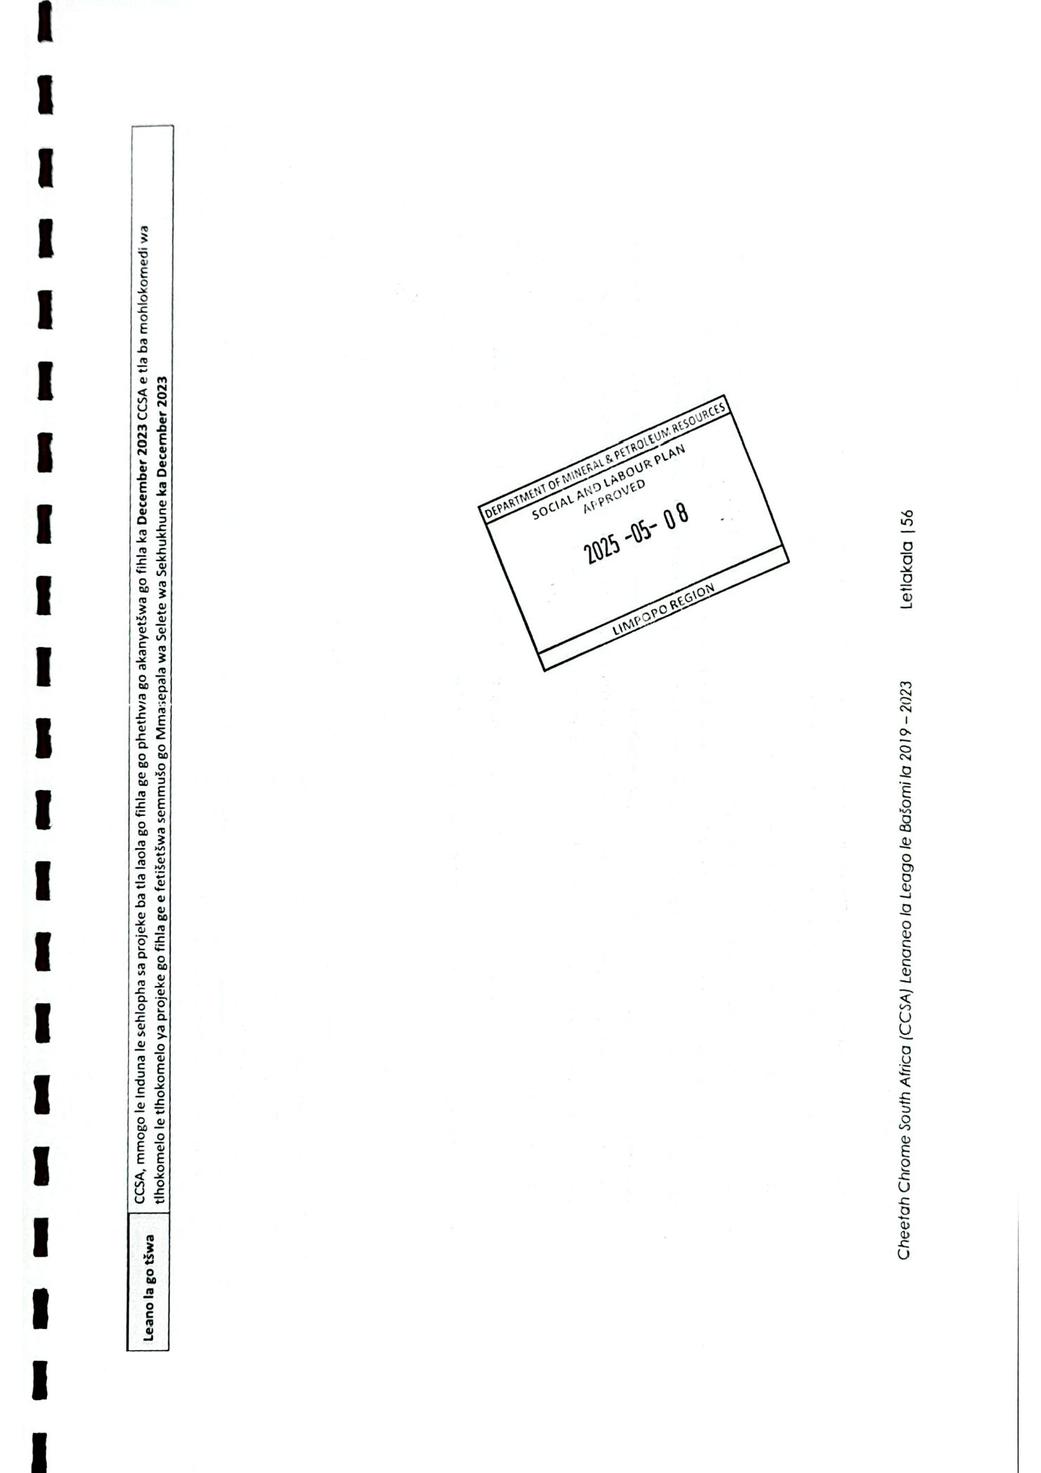 Leano la go tšwa
CCSA, mmogo le Induna le sehlopha sa projeke ba tla laola go fihla ge go phethwa go akanyetšwa go fihla ka December 2023 CCSA e tla ba mohlokomedi wa
tlhokomelo le tlhokomelo ya projeke go fihla ge e fetišetšwa semmušo go Mmasepala wa Selete wa Sekhukhune ka December 2023
DEPARTMENT OF MINERAL & PETROLEUM RESOURCES
SOCIAL AND LABOUR PLAN
APPROVED
2025 -05- 08
LIMPOPO REGION
Cheetah Chrome South Africa (CCSA) Lenaneo la Leago le Bašomi la 2019 – 2023 Letlakala | 56